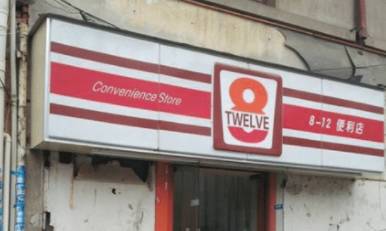 Convenience Store
8
TWELVE
8-12 便利店